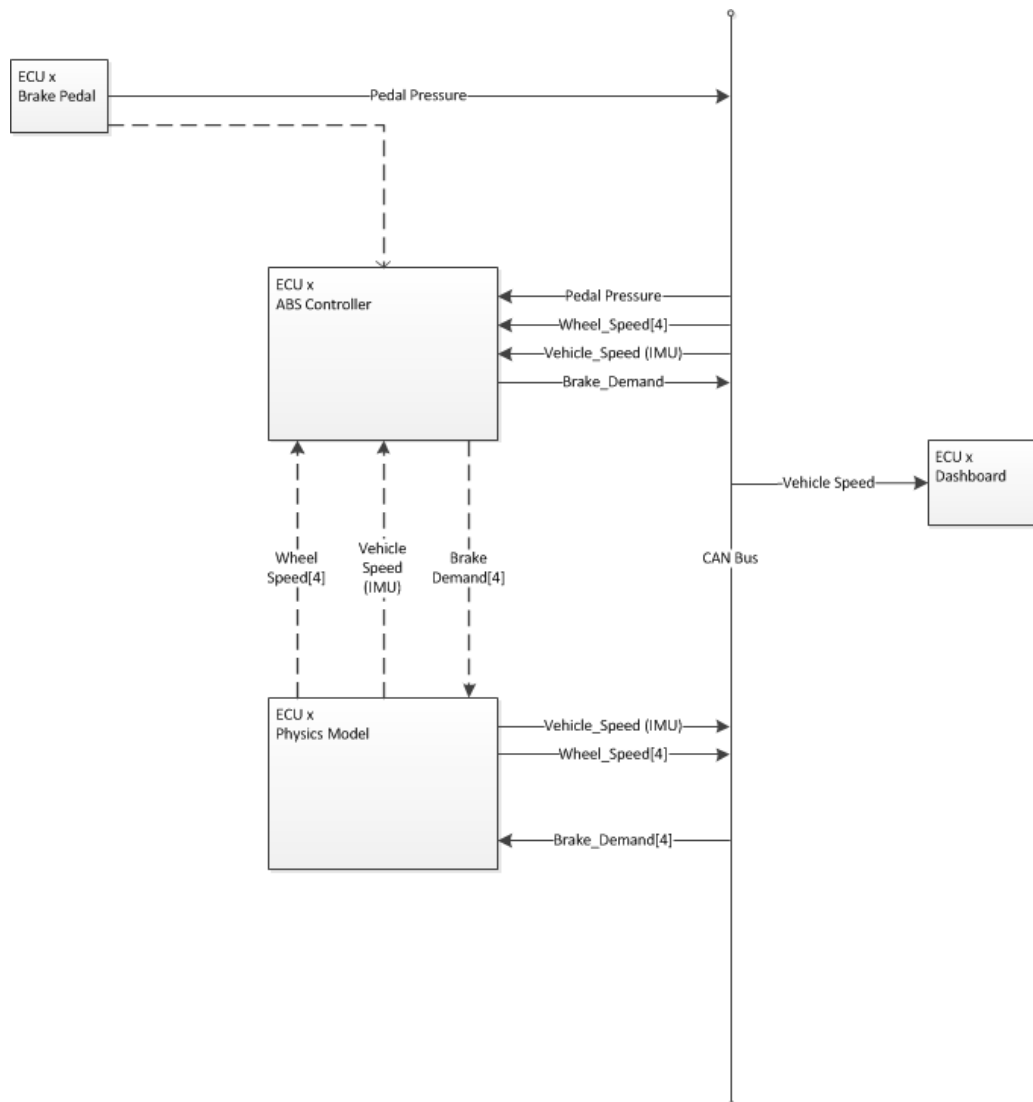 ECU x
Brake Pedal
Pedal Pressure
ECU x
ABS Controller
Pedal Pressure
Wheel_Speed[4]
Vehicle_Speed (IMU)
Brake_Demand
ECU x
Dashboard
Vehicle Speed
Wheel
Speed[4]
Vehicle
Speed
(IMU)
Brake
Demand[4]
CAN Bus
ECU x
Physics Model
Vehicle_Speed (IMU)
Wheel_Speed[4]
Brake_Demand[4]